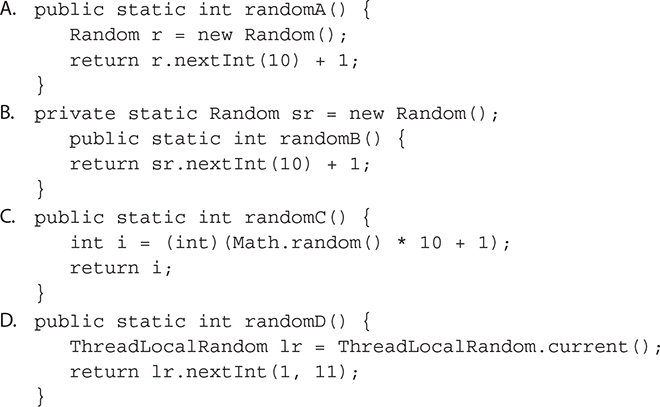 A. public static int randomA() {
Random r = new Random();
return r.nextInt(10) + 1;
}
B. private static Random sr = new Random();
public static int randomB() {
return sr.nextInt(10) + 1;
}
C. public static int randomC() {
int i = (int)(Math.random() * 10 + 1);
return i;
}
D. public static int randomD() {
ThreadLocalRandom lr = ThreadLocalRandom.current();
return lr.nextInt(1, 11);
}